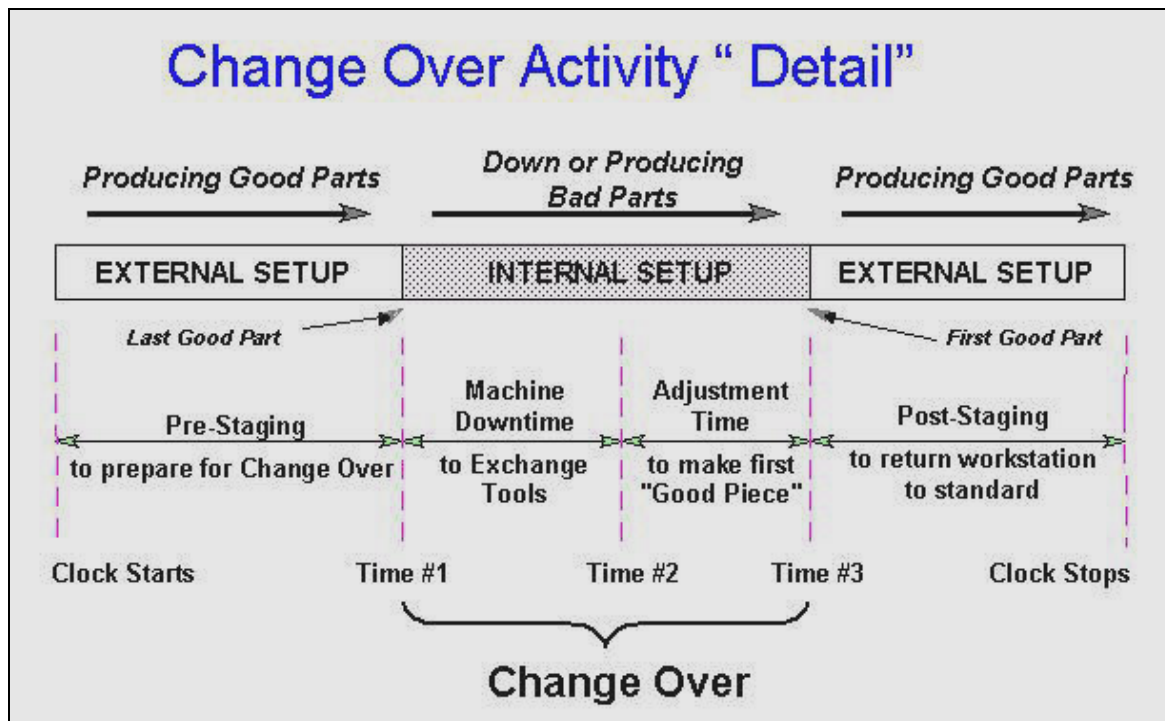 Change Over Activity “ Detail”
Producing Good Parts
Down or Producing
Bad Parts
Producing Good Parts
EXTERNAL SETUP
INTERNAL SETUP
EXTERNAL SETUP
Last Good Part
First Good Part
Pre-Staging
to prepare for Change Over
Machine
Downtime
to Exchange
Tools
Adjustment
Time
to make first
"Good Piece"
Post-Staging
to return workstation
to standard
Clock Starts
Time #1
Time #2
Time #3
Clock Stops
Change Over